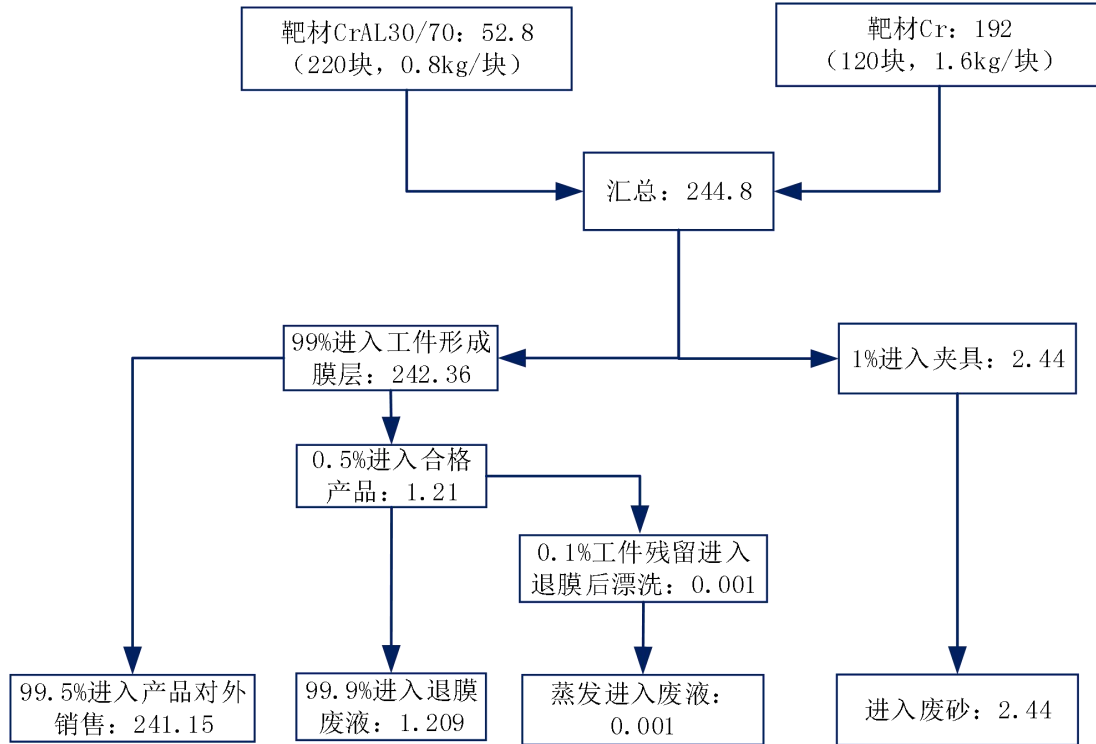 靶材CrAL30/70：52.8
（220块，0.8kg/块）
靶材Cr：192
（120块，1.6kg/块）
汇总：244.8
99%进入工件形成
膜层：242.36
1%进入夹具：2.44
0.5%进入合格
产品：1.21
0.1%工件残留进入
退膜后漂洗：0.001
99.5%进入产品对外
销售：241.15
99.9%进入退膜
废液：1.209
蒸发进入废液：
0.001
进入废砂：2.44